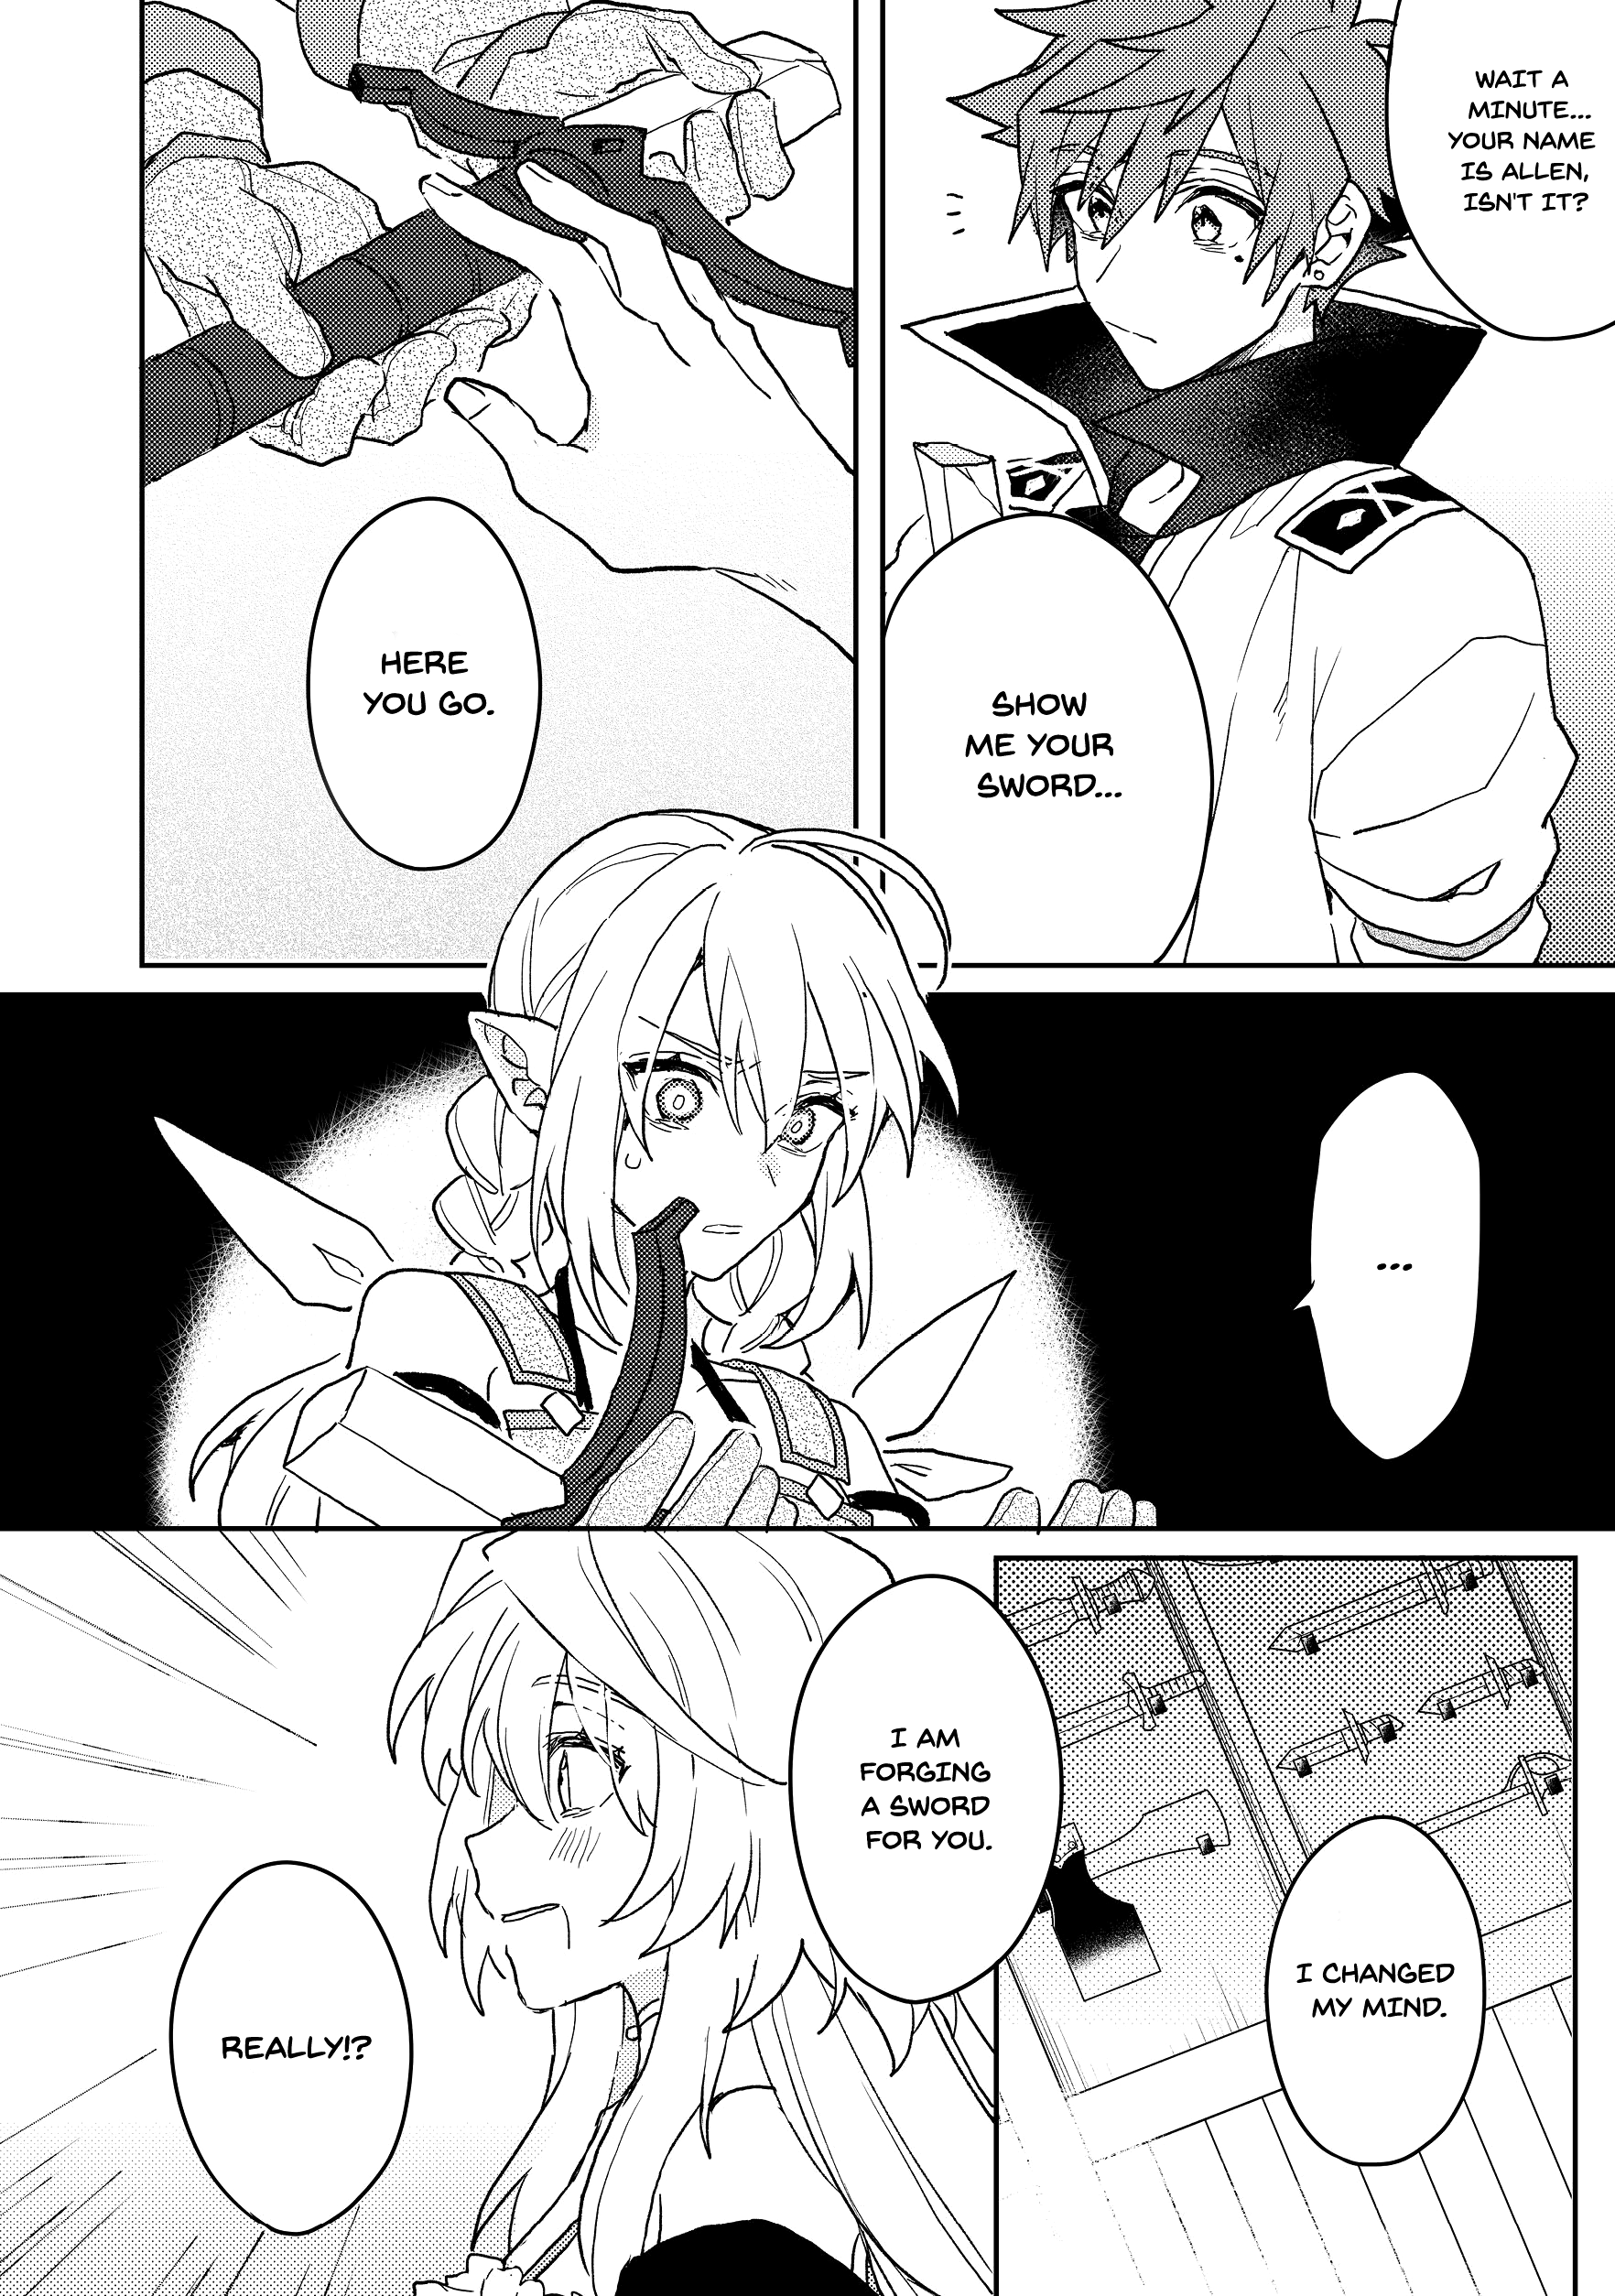 WAIT A
MINUTE...
YOUR NAME
IS ALLEN,
ISN'T IT?
SHOW
ME YOUR
SWORD...
HERE
YOU GO.
...
I CHANGED
MY MIND.
I AM
FORGING
A SWORD
FOR YOU.
REALLY!?